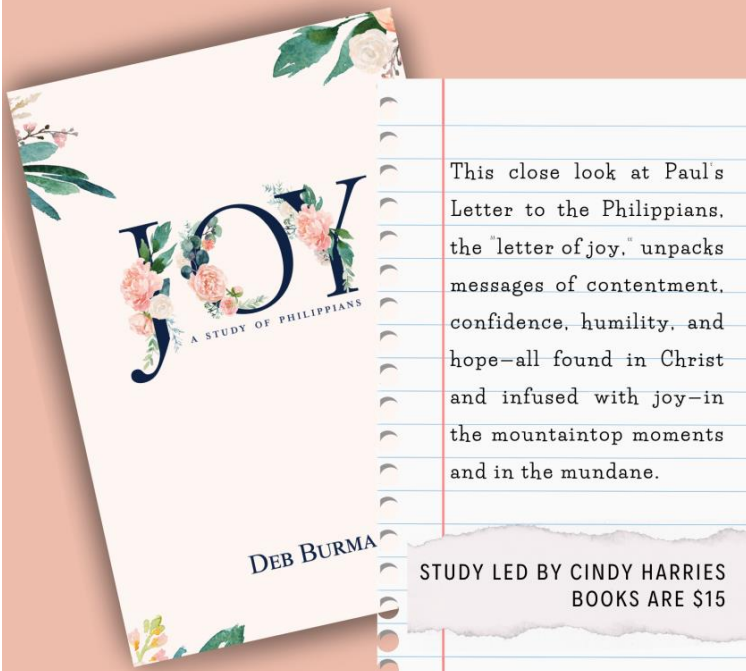 JOY
A STUDY OF PHILIPPIANS
DEB BURMA
This close look at Paul's
Letter to the Philippians,
the "letter of joy," unpacks
messages of contentment,
confidence, humility, and
hope—all found in Christ
and infused with joy—in
the mountaintop moments
and in the mundane.
STUDY LED BY CINDY HARRIES
BOOKS ARE $15